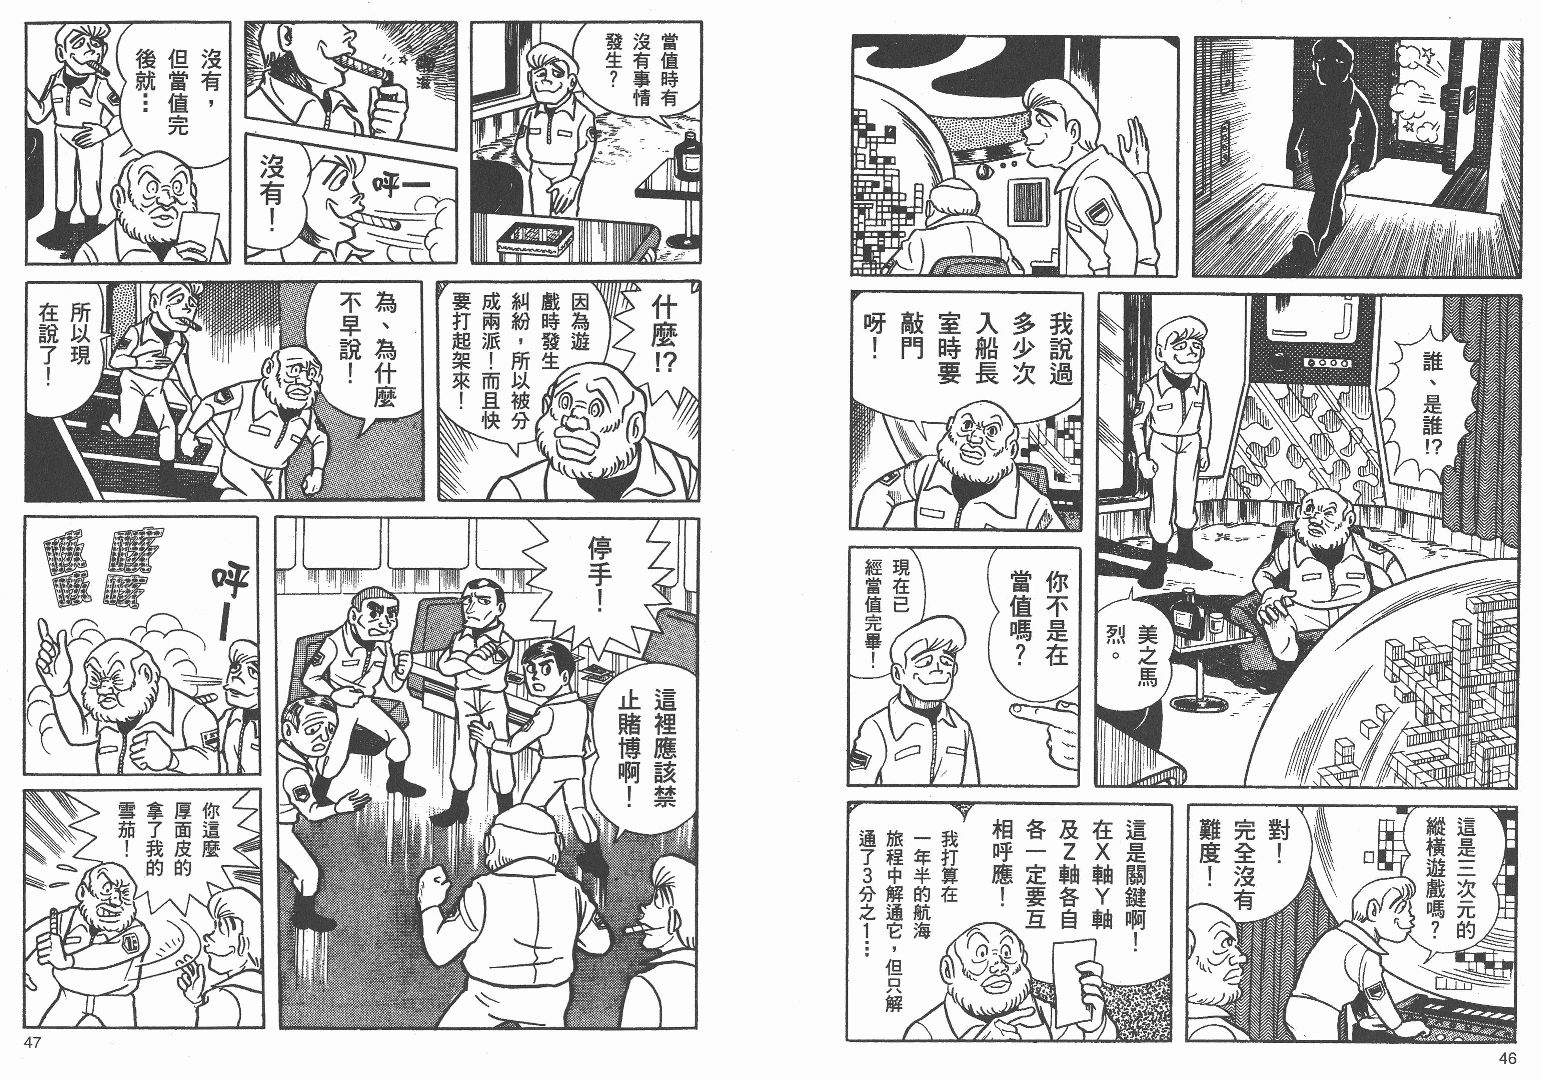 誰、是誰!?
美之馬
烈。
我說過
多少次
入船長
室時要
敲門
呀!
你不是在
當值嗎?
現在已
經當值完畢!
這是三次元的
縱橫遊戲嗎?
對!
完全沒有
難度!
這是關鍵啊!
在X軸Y軸
及Z軸各自
各一定要互
相呼應!
我打算在
一年半的航海
旅程中解通它,但只解
通了3分之1…
46
當值時有
沒有事情
發生?
呼—
沒有!
沒有,
但當值完
後就…
什麼!?
因為遊
戲時發生
糾紛,所以被分
成兩派!而且快
要打起架來!
為、為什麼
不早說!
所以現
在說了!
停手!
這裡應該禁
止賭博啊!
呼—
你這麼
厚面皮的
拿了我的
雪茄!
47